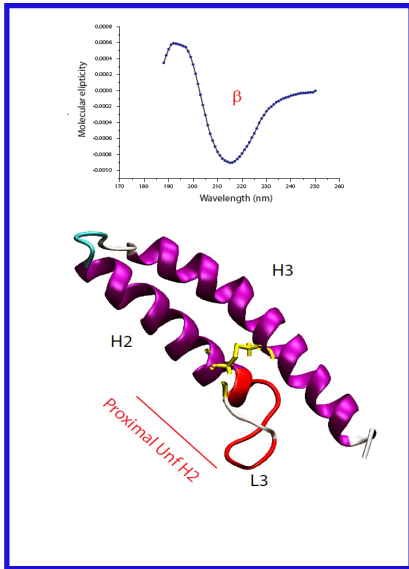 0.0008
0.0006
0.0004
0.0002
0.0000
-0.0002
-0.0004
-0.0006
-0.0008
-0.0010
Molecular elipticity
β
170 180 190 200 210 220 230 240 250 260
Wavelength (nm)
H3
H2
Proximal Unf H2
L3